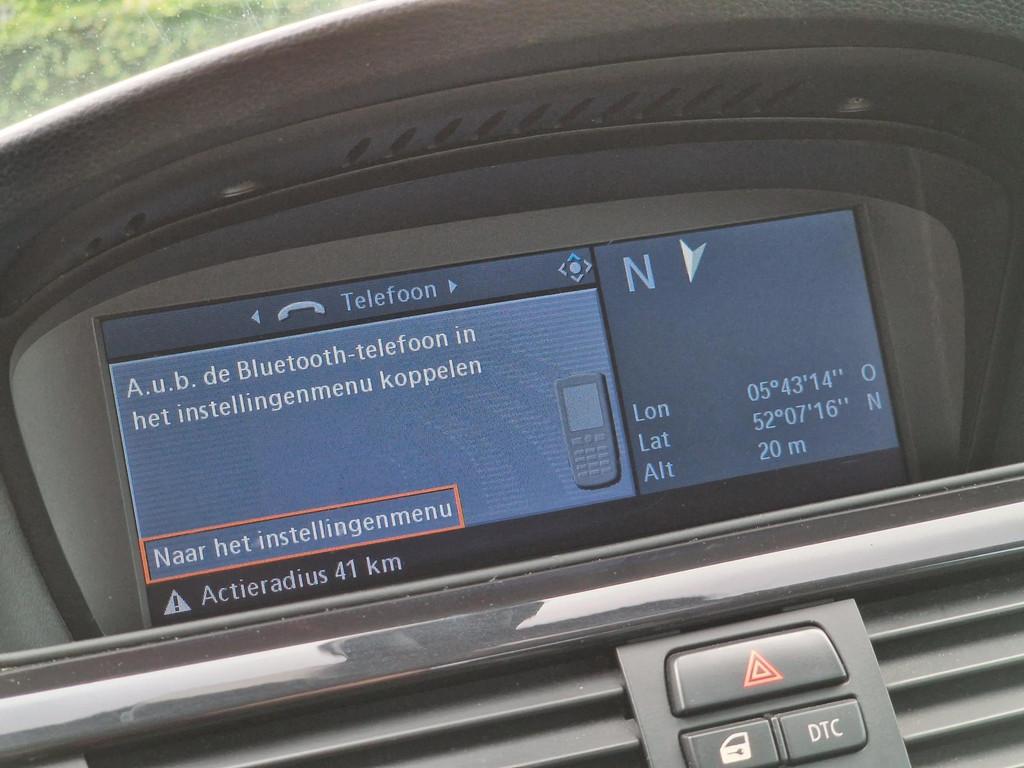 Telefoon
A.u.b. de Bluetooth-telefoon in
het instellingenmenu koppelen
Naar het instellingenmenu
Actieradius 41 km
N
Lon 05°43'14'' O
Lat 52°07'16'' N
Alt 20 m
DTC